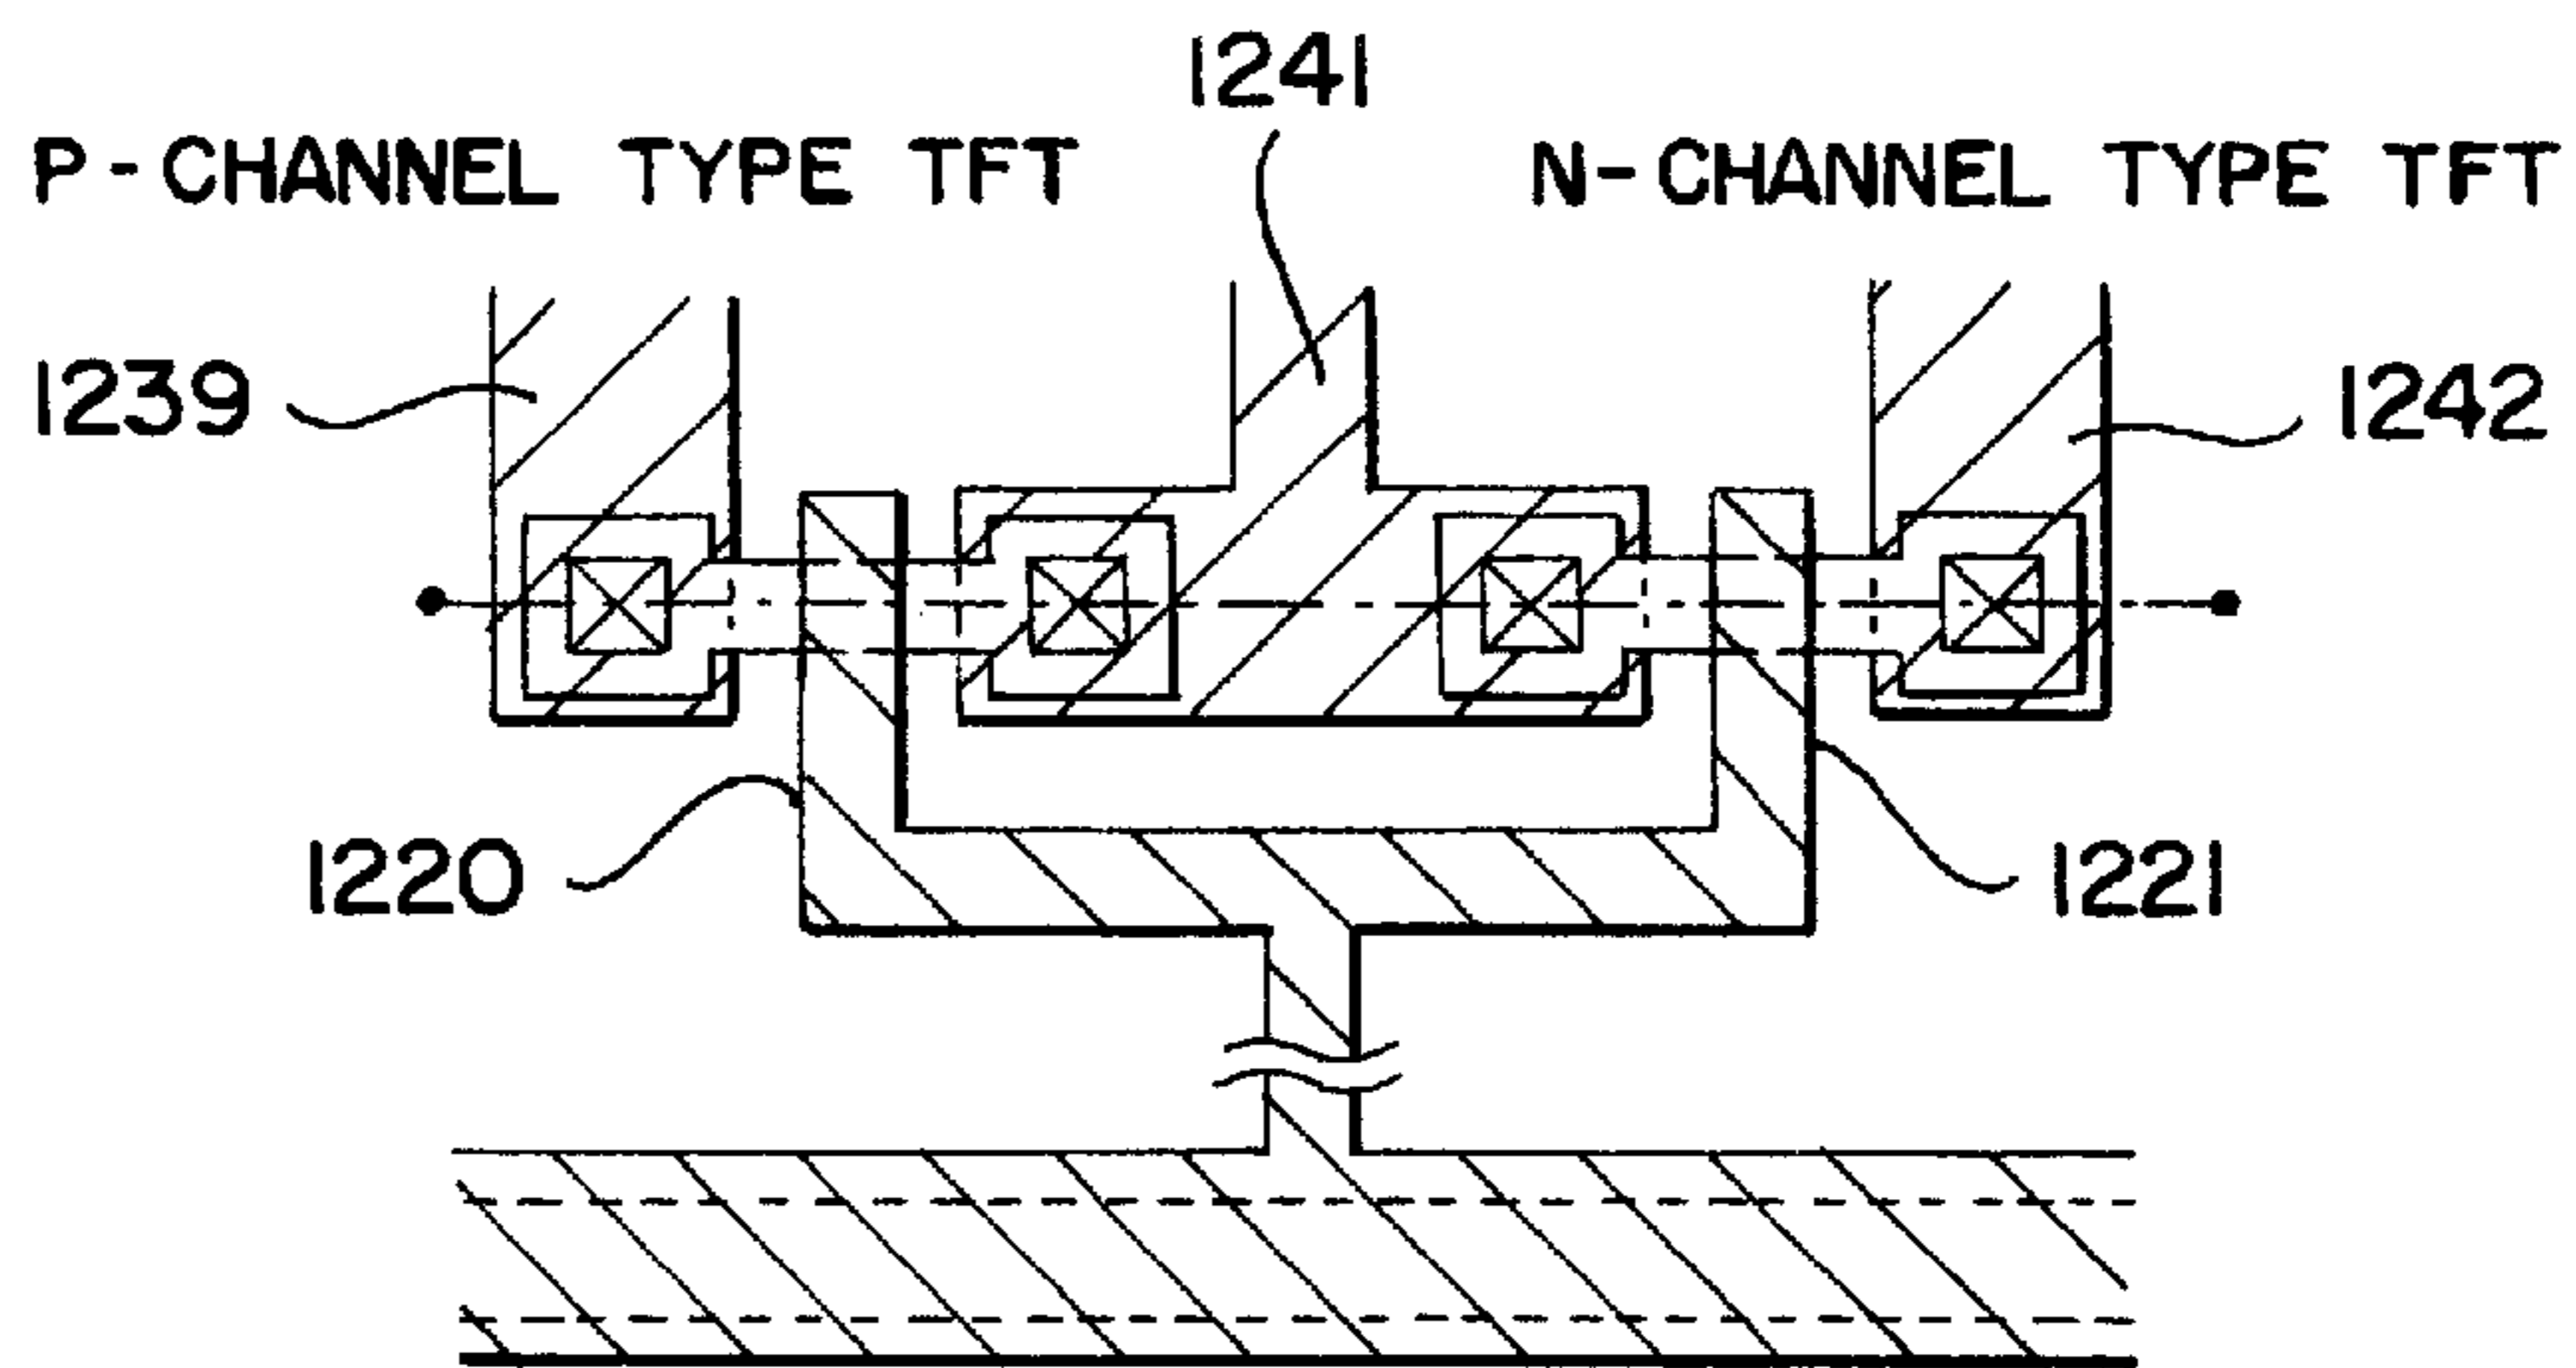 1241
P-CHANNEL TYPE TFT
N-CHANNEL TYPE TFT
1239
1242
1220
1221